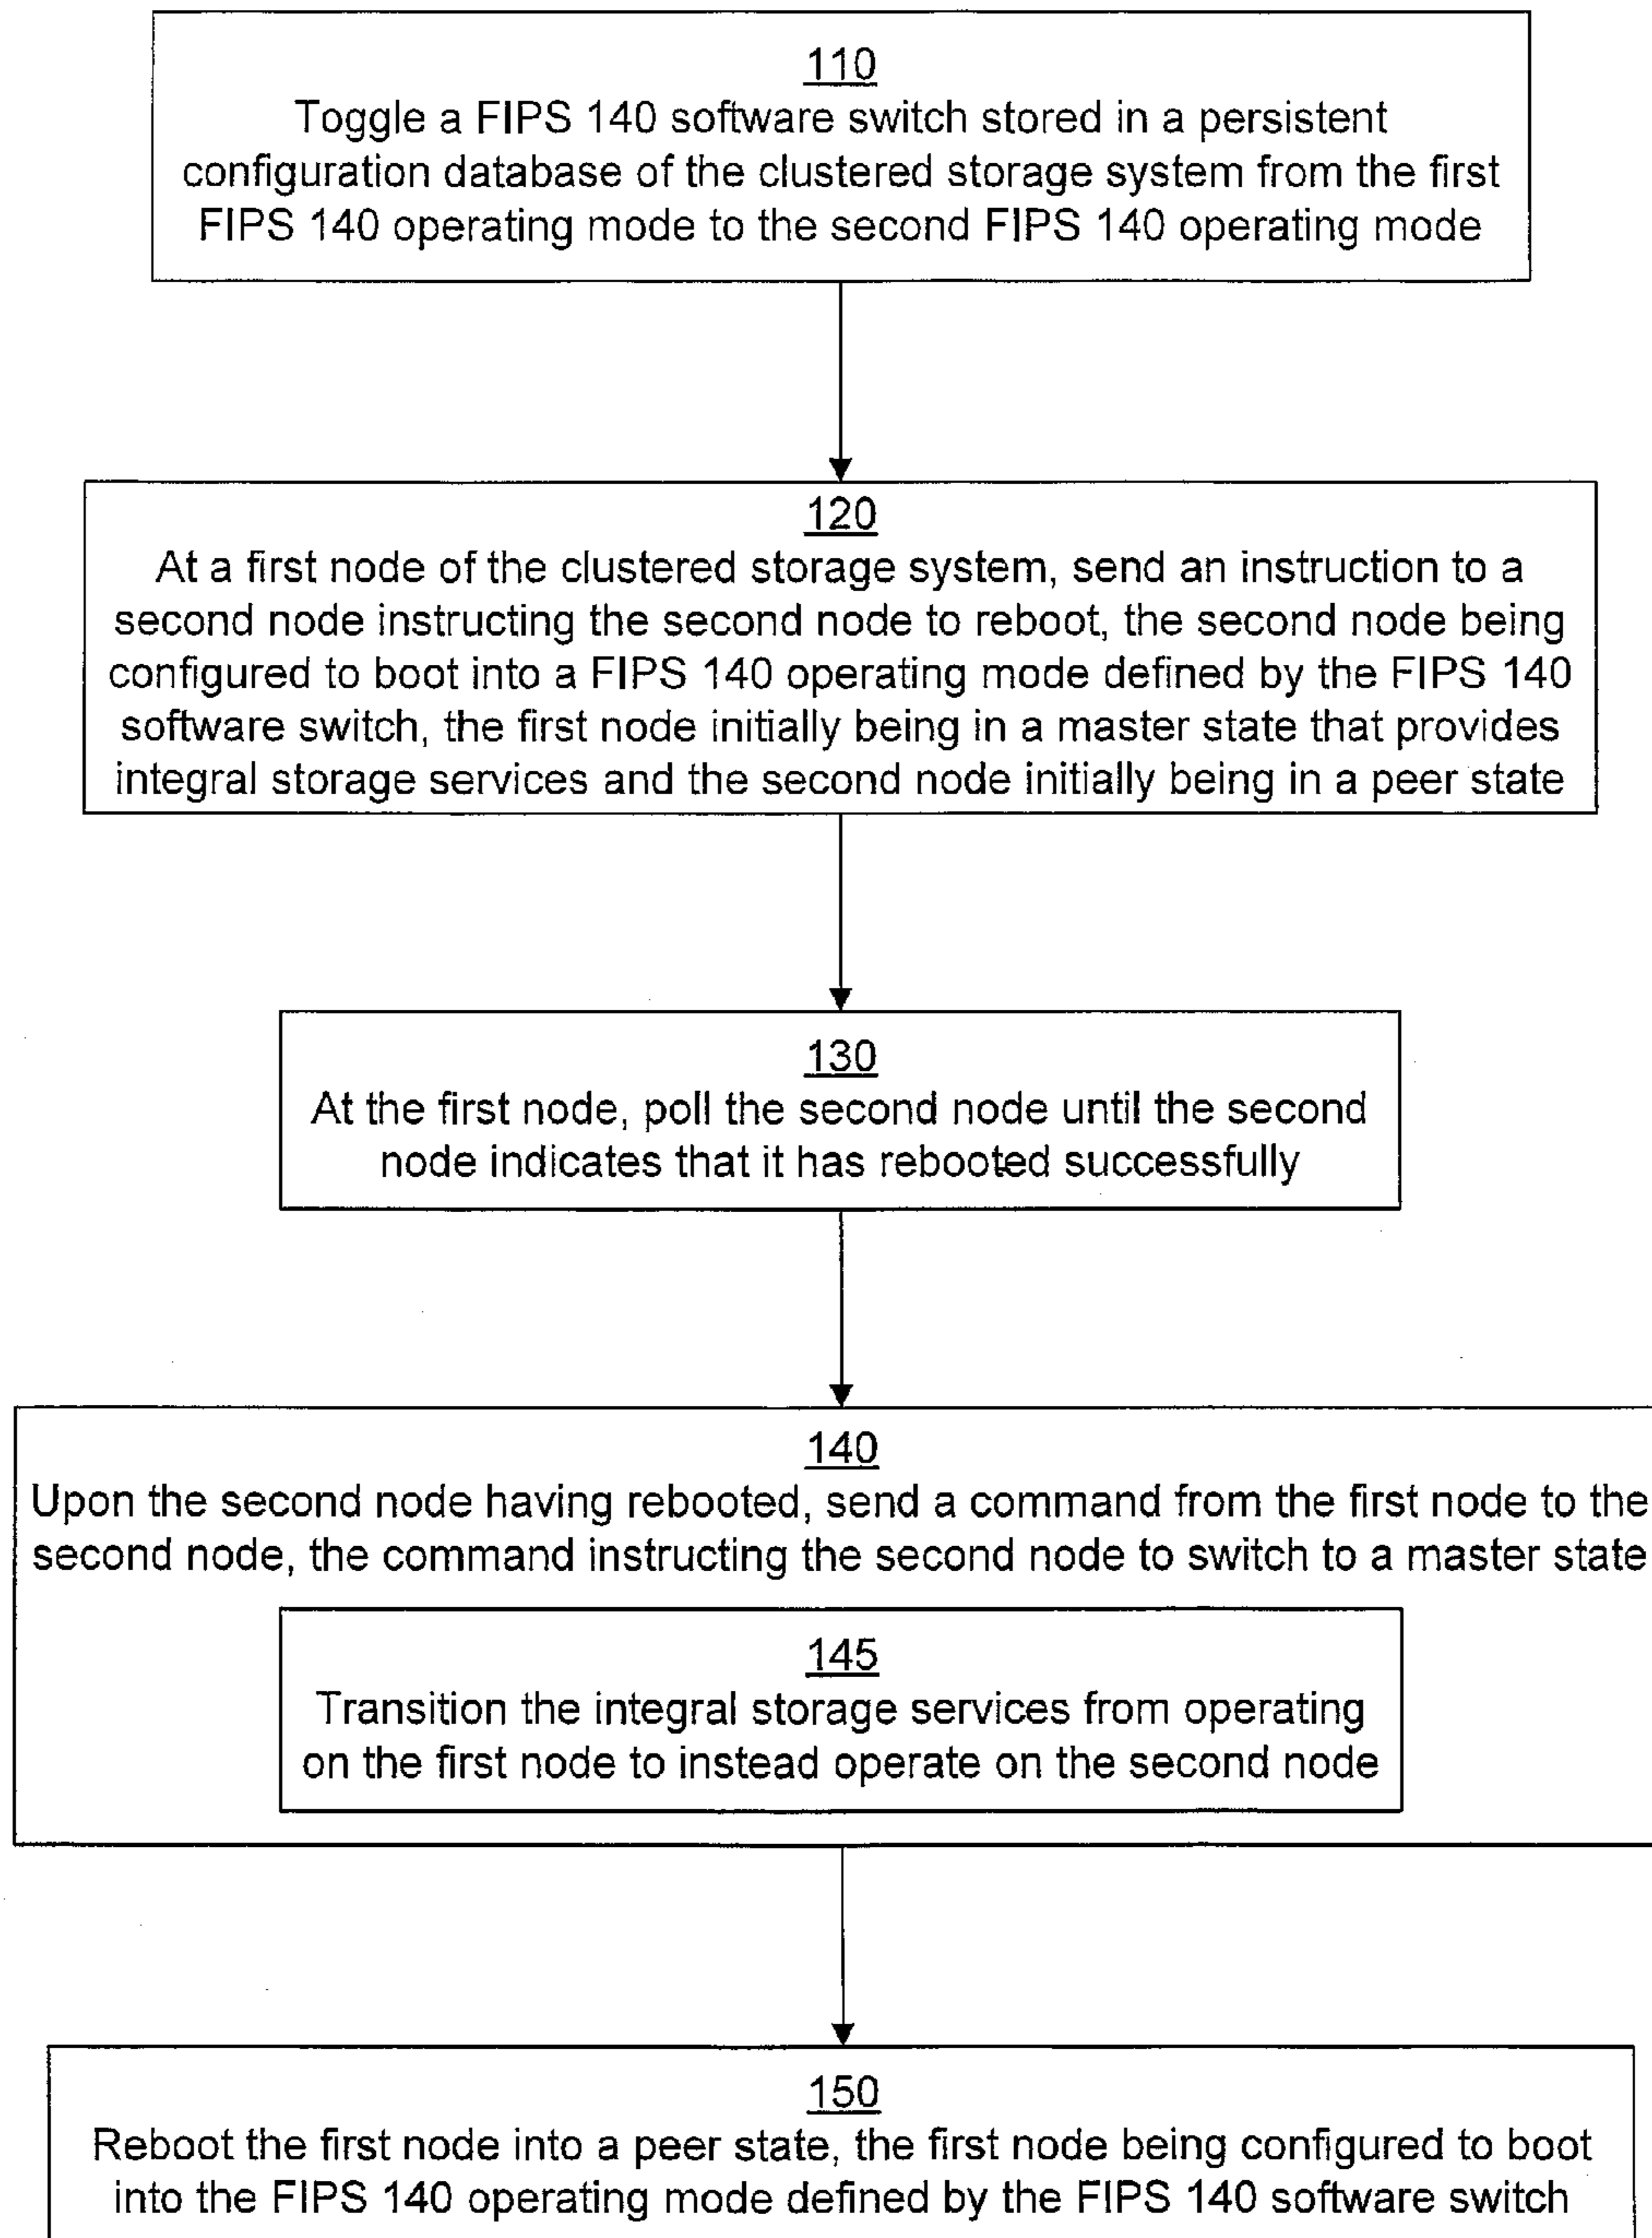 110
Toggle a FIPS 140 software switch stored in a persistent
configuration database of the clustered storage system from the first
FIPS 140 operating mode to the second FIPS 140 operating mode
120
At a first node of the clustered storage system, send an instruction to a
second node instructing the second node to reboot, the second node being
configured to boot into a FIPS 140 operating mode defined by the FIPS 140
software switch, the first node initially being in a master state that provides
integral storage services and the second node initially being in a peer state
130
At the first node, poll the second node until the second
node indicates that it has rebooted successfully
140
Upon the second node having rebooted, send a command from the first node to the
second node, the command instructing the second node to switch to a master state
145
Transition the integral storage services from operating
on the first node to instead operate on the second node
150
Reboot the first node into a peer state, the first node being configured to boot
into the FIPS 140 operating mode defined by the FIPS 140 software switch